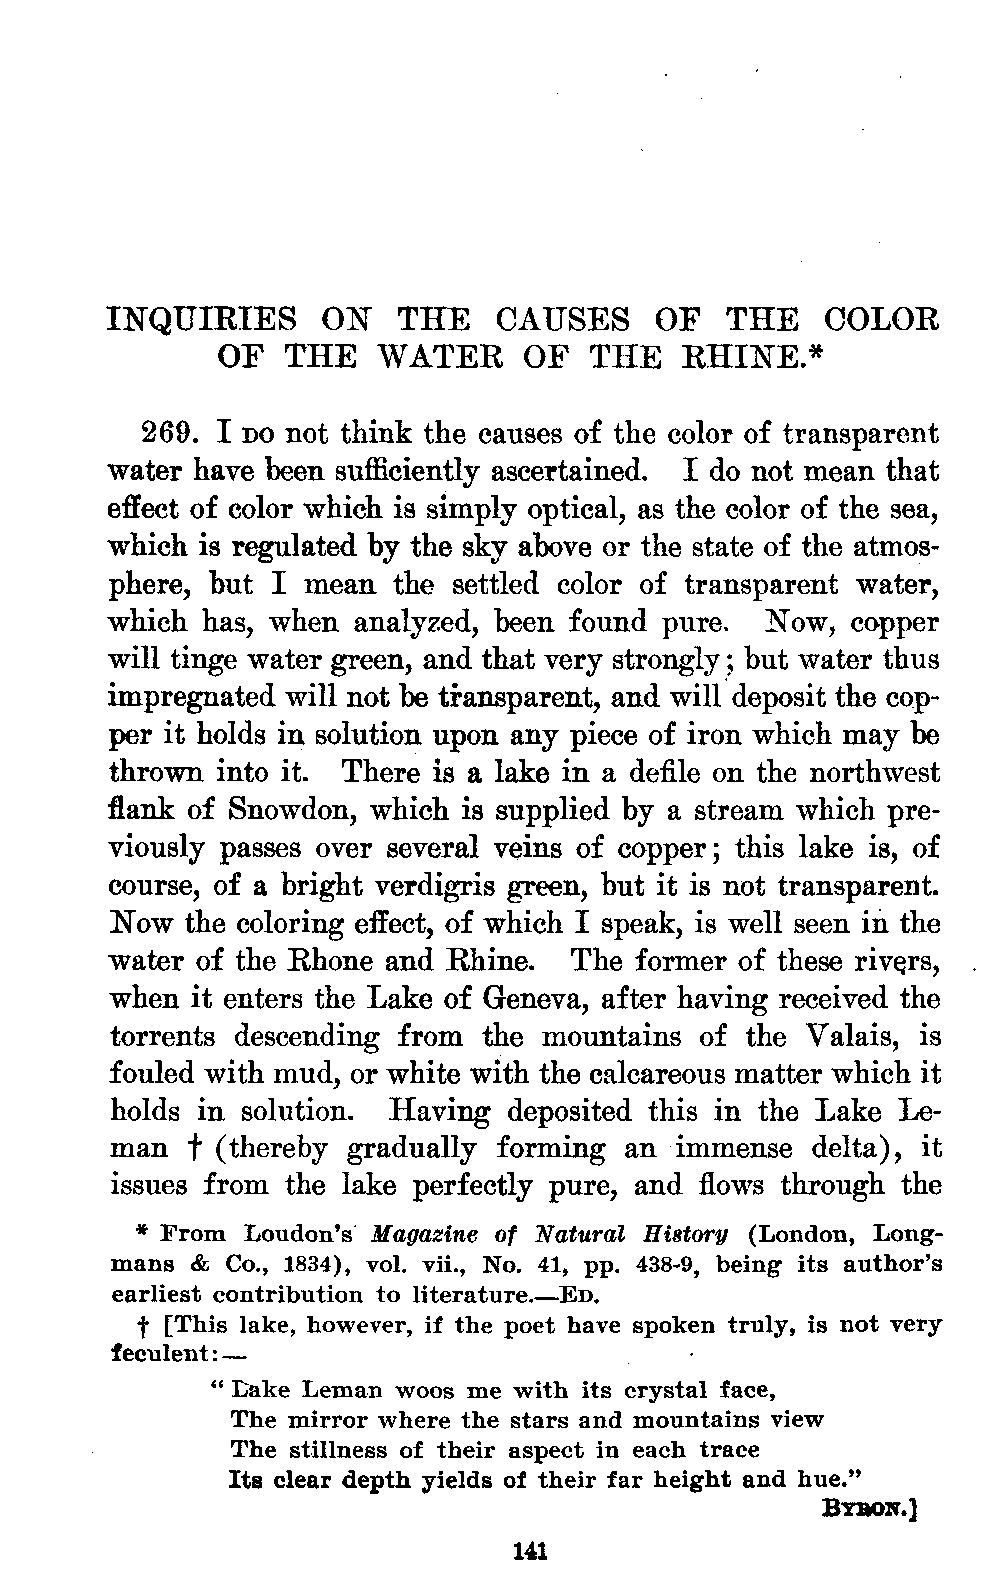 INQUIRIES ON THE CAUSES OF THE COLOR
OF THE WATER OF THE RHINE.*
269. I DO not think the causes of the color of transparent
water have been sufficiently ascertained. I do not mean that
effect of color which is simply optical, as the color of the sea,
which is regulated by the sky above or the state of the atmos-
phere, but I mean the settled color of transparent water,
which has, when analyzed, been found pure. Now, copper
will tinge water green, and that very strongly; but water thus
impregnated will not be transparent, and will deposit the cop-
per it holds in solution upon any piece of iron which may be
thrown into it. There is a lake in a defile on the northwest
flank of Snowdon, which is supplied by a stream which pre-
viously passes over several veins of copper; this lake is, of
course, of a bright verdigris green, but it is not transparent.
Now the coloring effect, of which I speak, is well seen in the
water of the Rhone and Rhine. The former of these rivers,
when it enters the Lake of Geneva, after having received the
torrents descending from the mountains of the Valais, is
fouled with mud, or white with the calcareous matter which it
holds in solution. Having deposited this in the Lake Le-
man † (thereby gradually forming an immense delta), it
issues from the lake perfectly pure, and flows through the
* From Loudon's Magazine of Natural History (London, Long-
mans & Co., 1834), vol. vii., No. 41, pp. 438-9, being its author's
earliest contribution to literature.—ED.
† [This lake, however, if the poet have spoken truly, is not very
feculent:—
"Lake Leman woos me with its crystal face,
The mirror where the stars and mountains view
The stillness of their aspect in each trace
Its clear depth yields of their far height and hue."
BYRON.]
141